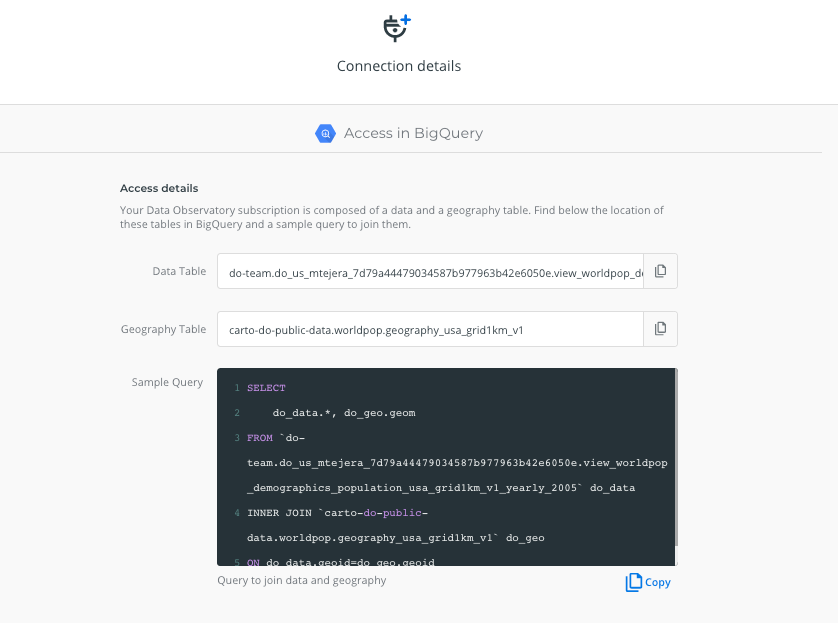 Connection details
Access in BigQuery
Access details
Your Data Observatory subscription is composed of a data and a geography table. Find below the location of
these tables in BigQuery and a sample query to join them.
Data Table
do-team.do_us_mtejera_7d79a44479034587b977963b42e6050e.view_worldpop_de
Geography Table
carto-do-public-data.worldpop.geography_usa_grid1km_v1
Sample Query
1 SELECT
2 do_data.*, do_geo.geom
3 FROM `do-
team.do_us_mtejera_7d79a44479034587b977963b42e6050e.view_worldpop
_demographics_population_usa_grid1km_v1_yearly_2005` do_data
4 INNER JOIN `carto-do-public-
data.worldpop.geography_usa_grid1km_v1` do_geo
5 ON do_data.geoid=do_geo.geoid
Query to join data and geography
Copy